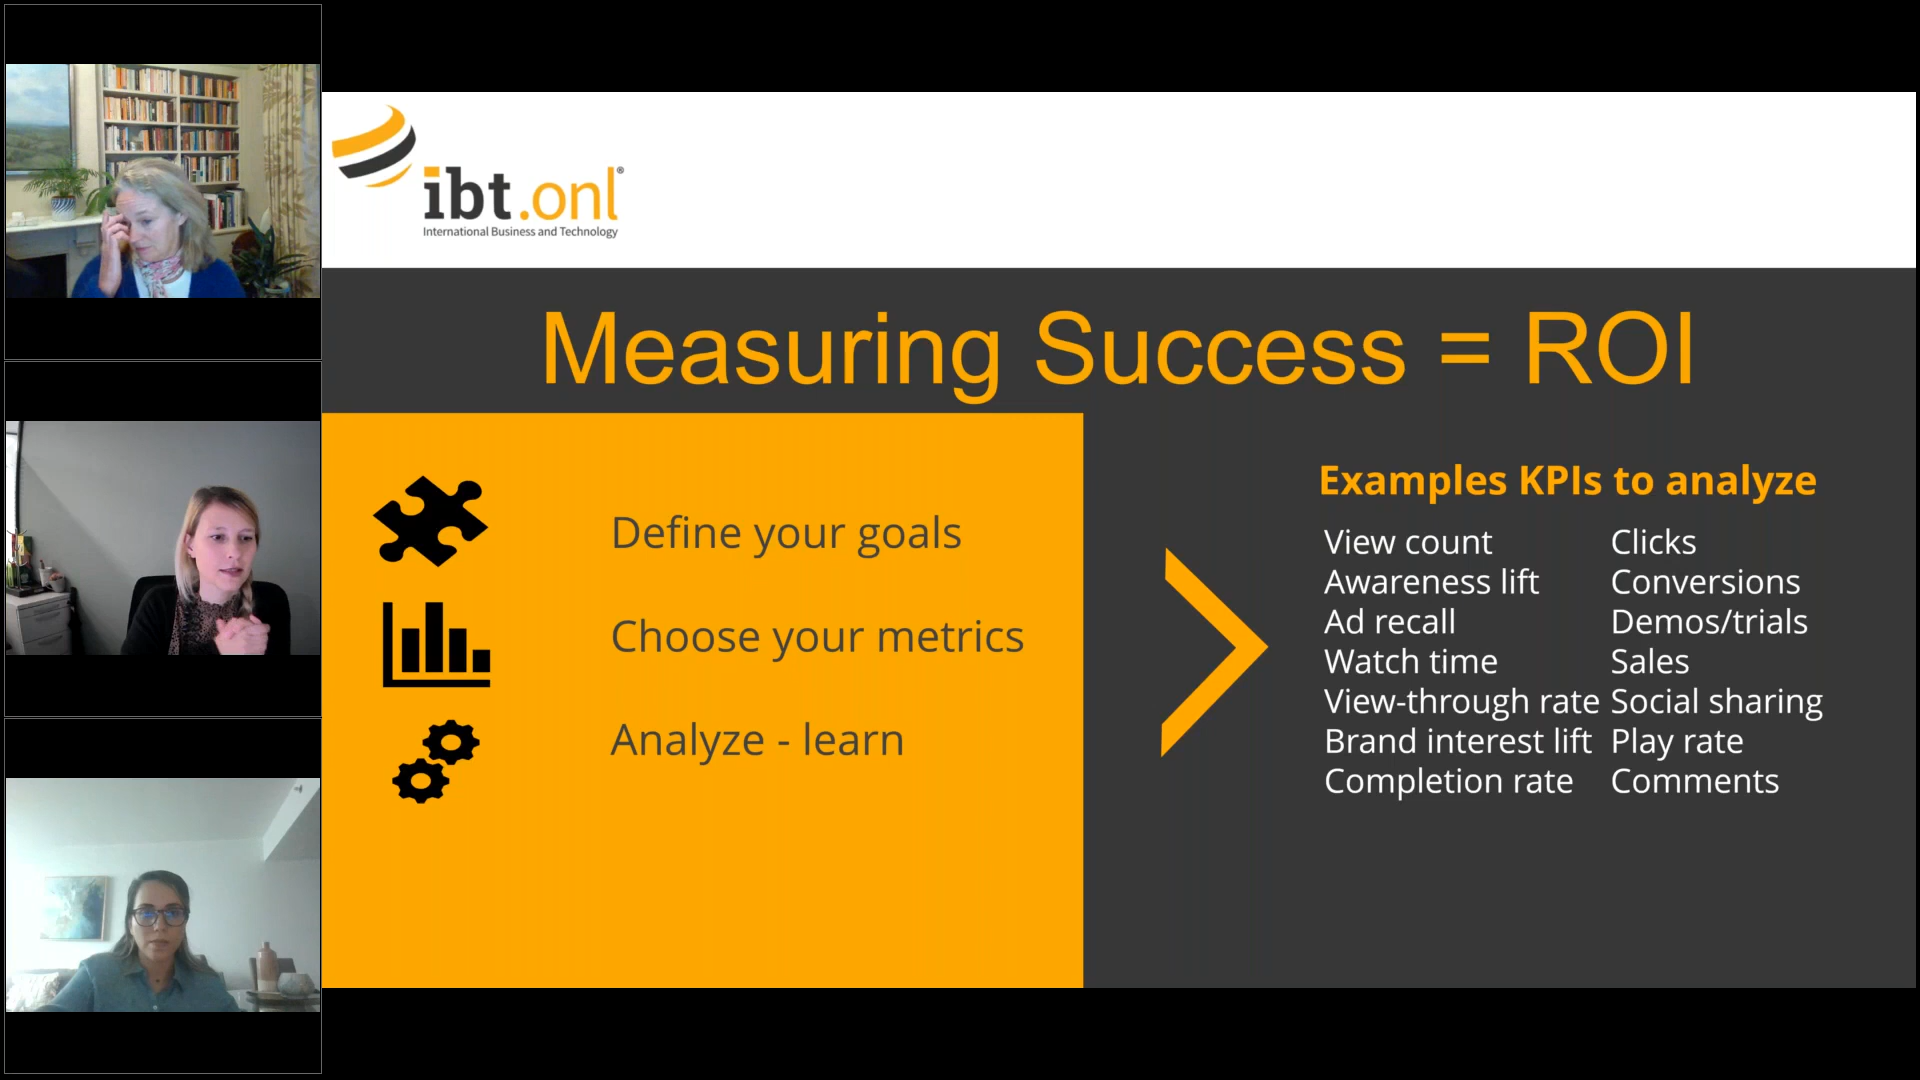 ibt.onl®
International Business and Technology
Measuring Success = ROI
Define your goals
Choose your metrics
Analyze - learn
Examples KPIs to analyze
View count
Awareness lift
Ad recall
Watch time
View-through rate
Brand interest lift
Completion rate
Clicks
Conversions
Demos/trials
Sales
Social sharing
Play rate
Comments